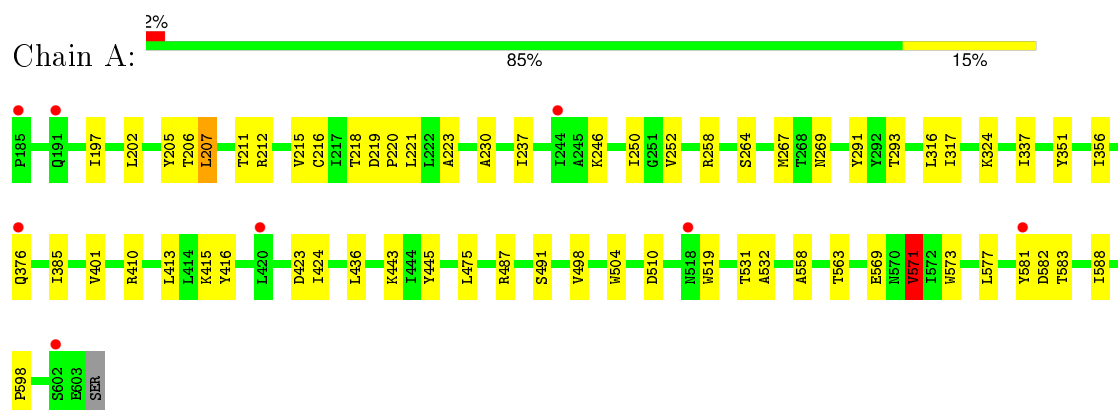 2%
Chain A:
85%
15%
P185 Q191 I197 L202 Y205 T206 L207 T211 R212 V215 C216 I217 T218 D219 P220 L221 L222 A223 A230 I237 I244 A245 K246 I250 G251 V252 R258 S264 M267 T268 N269 Y291 Y292 T293 L316 I317 K324 I337 Y351 I356
Q376 I385 V401 R410 L413 L414 K415 Y416 L420 D423 I424 L436 K443 I444 Y445 L475 R487 S491 V498 W504 D510 N518 W519 T531 A532 A558 T563 E569 N570 V571 I572 W573 L577 Y581 D582 T583 I588
P598 S602 E603 SER